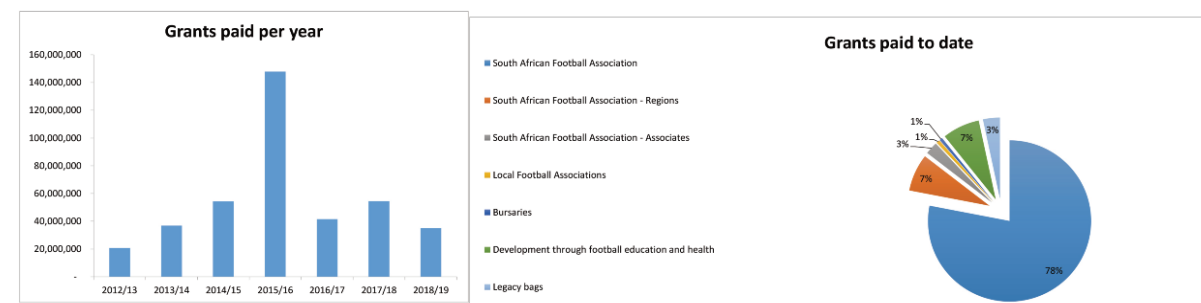 Grants paid per year
160,000,000
140,000,000
120,000,000
100,000,000
80,000,000
60,000,000
40,000,000
20,000,000
-
2012/13 2013/14 2014/15 2015/16 2016/17 2017/18 2018/19
Grants paid to date
South African Football Association
South African Football Association - Regions
South African Football Association - Associates
Local Football Associations
Bursaries
Development through football education and health
Legacy bags
1%
1%
3%
7%
7%
3%
78%